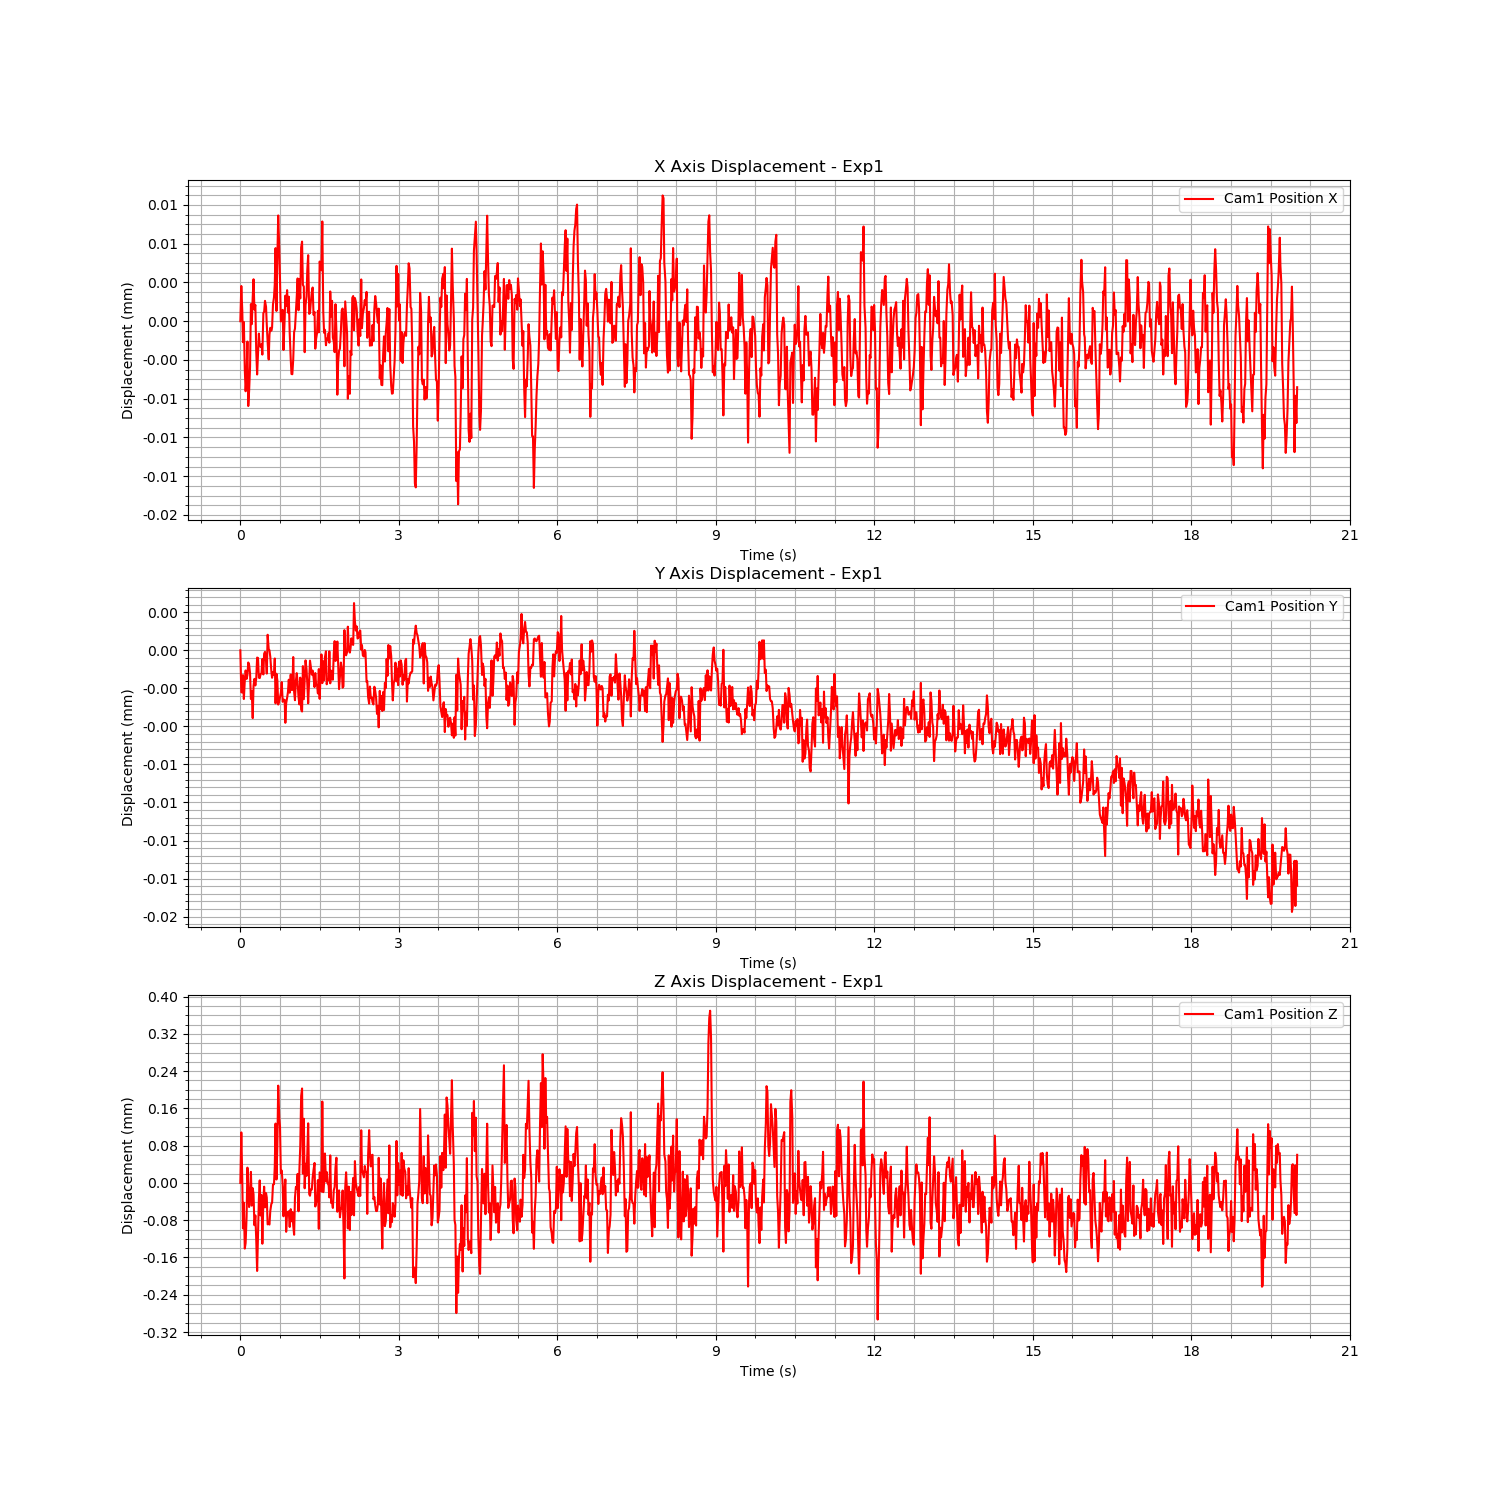 X Axis Displacement - Exp1
Cam1 Position X
Displacement (mm)
0.01
0.01
0.00
0.00
-0.00
-0.01
-0.01
-0.01
-0.02
0 3 6 9 12 15 18 21
Time (s)
Y Axis Displacement - Exp1
Cam1 Position Y
Displacement (mm)
0.00
0.00
-0.00
-0.00
-0.01
-0.01
-0.01
-0.01
-0.02
0 3 6 9 12 15 18 21
Time (s)
Z Axis Displacement - Exp1
Cam1 Position Z
Displacement (mm)
0.40
0.32
0.24
0.16
0.08
0.00
-0.08
-0.16
-0.24
-0.32
0 3 6 9 12 15 18 21
Time (s)